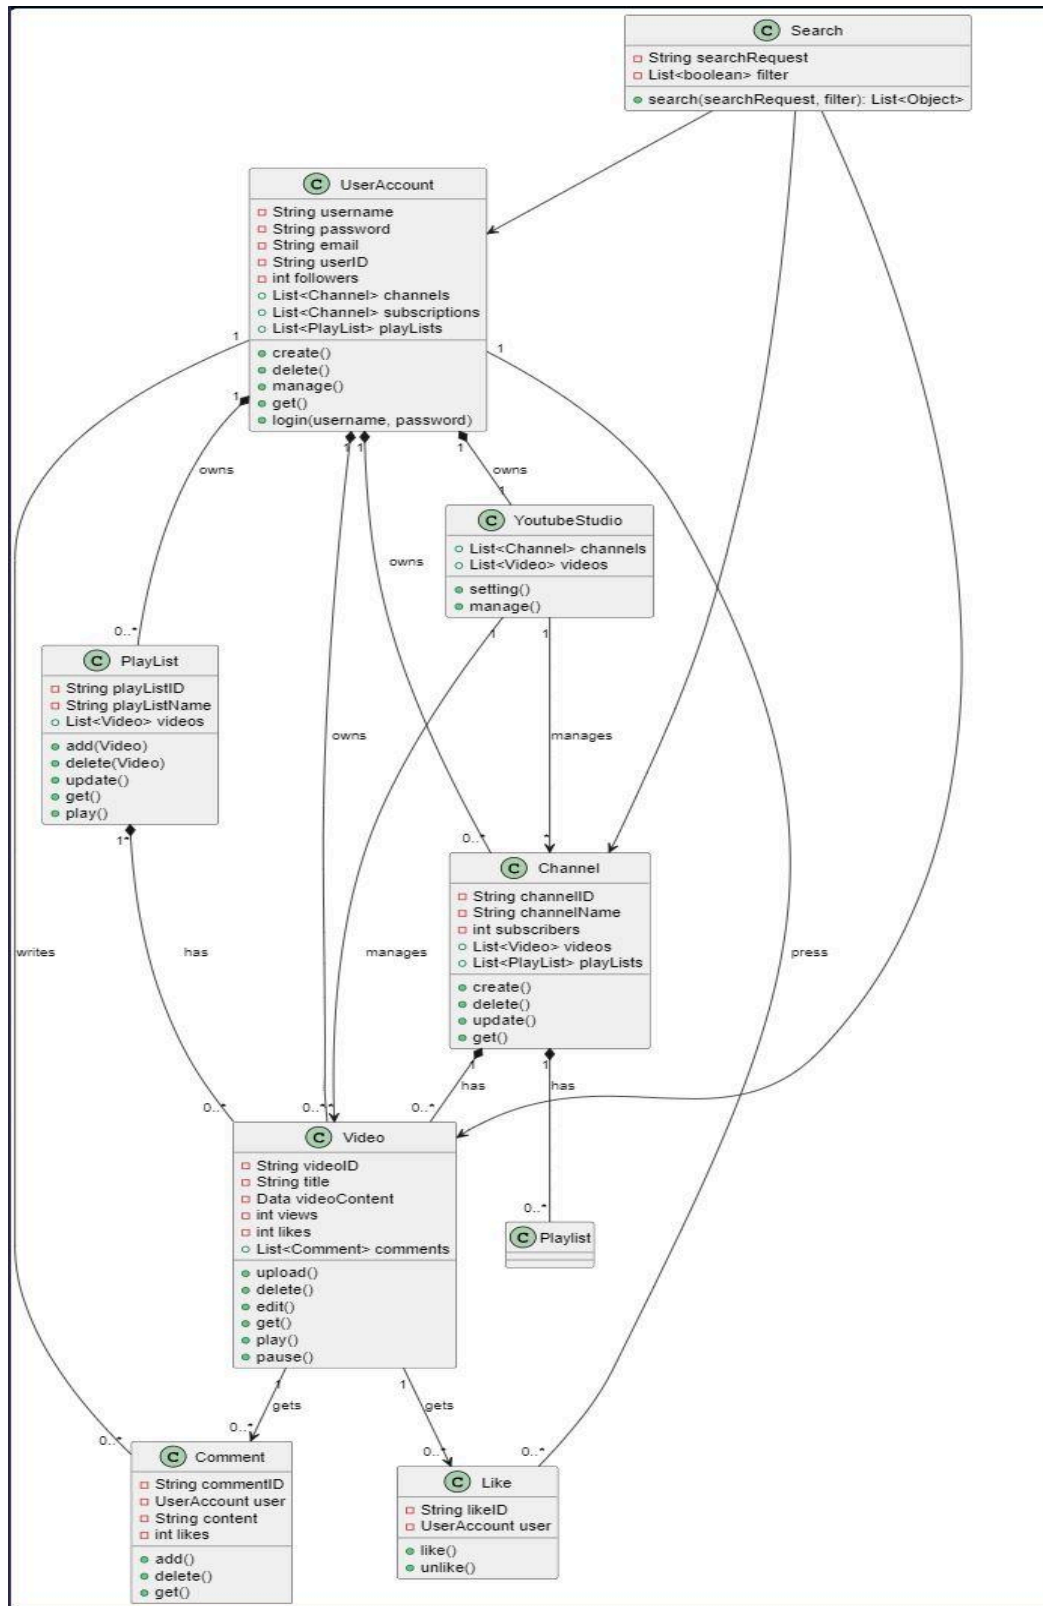 C Search
String searchRequest
List<boolean> filter
search(searchRequest, filter): List<Object>
C UserAccount
String username
String password
String email
String userID
int followers
List<Channel> channels
List<Channel> subscriptions
List<PlayList> playLists
create()
delete()
manage()
get()
login(username, password)
1
1
1
1
1
1
owns
owns
1
C YoutubeStudio
List<Channel> channels
List<Video> videos
setting()
manage()
owns
1
1
0..*
C PlayList
String playListID
String playListName
List<Video> videos
add(Video)
delete(Video)
update()
get()
play()
1*
owns
manages
0..*
*
C Channel
String channelID
String channelName
int subscribers
List<Video> videos
List<PlayList> playLists
create()
delete()
update()
get()
writes
has
manages
press
1
1
has
has
0..*
0..*
*
0..*
C Video
String videoID
String title
Data videoContent
int views
int likes
List<Comment> comments
upload()
delete()
edit()
get()
play()
pause()
0..*
C Playlist
1
1
gets
gets
0..*
0..*
0..*
0..*
C Comment
String commentID
UserAccount user
String content
int likes
add()
delete()
get()
C Like
String likeID
UserAccount user
like()
unlike()